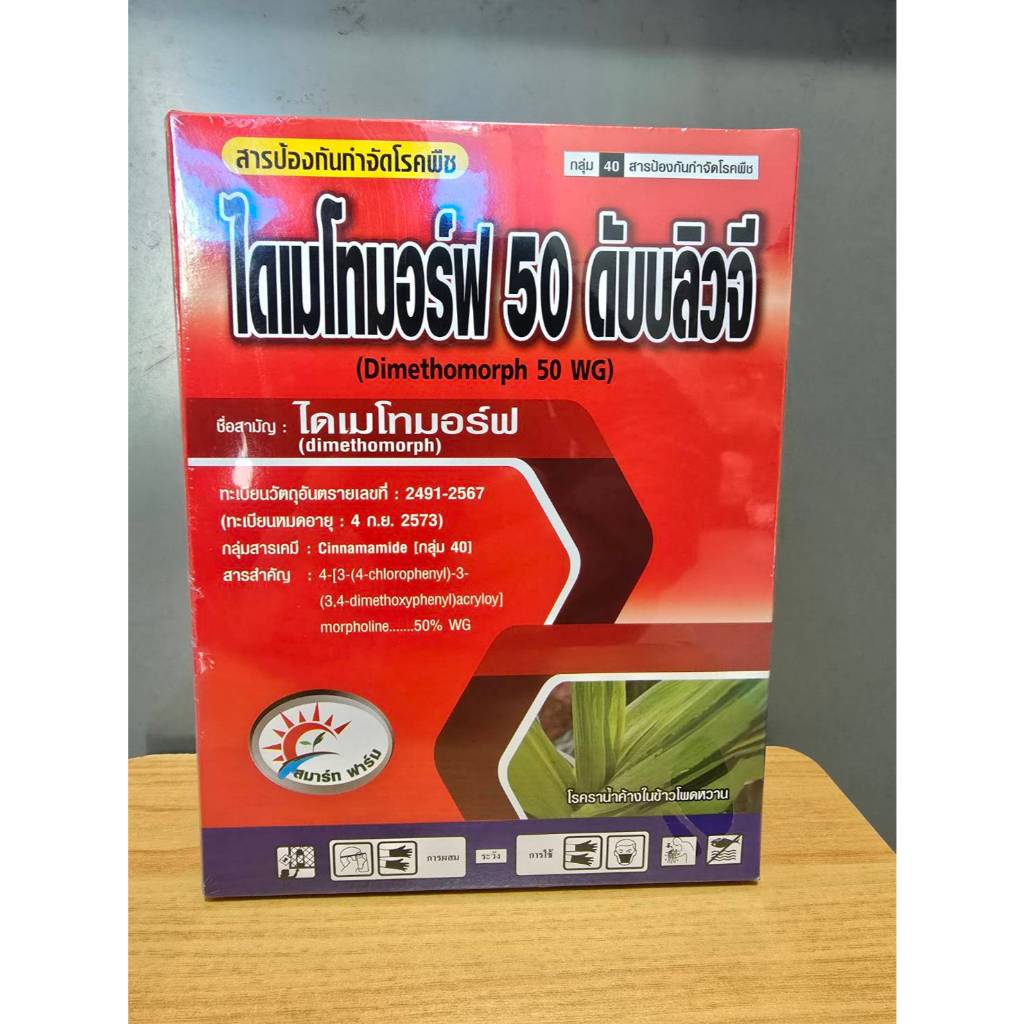 สารป้องกันกำจัดโรคพืช
กลุ่ม 40 สารป้องกันกำจัดโรคพืช
ไดเมโทมอร์ฟ 50 ดับบลิวจี
(Dimethomorph 50 WG)
ชื่อสามัญ : ไดเมโทมอร์ฟ
(dimethomorph)
ทะเบียนวัตถุอันตรายเลขที่ : 2491-2567
(ทะเบียนหมดอายุ : 4 ก.ย. 2573)
กลุ่มสารเคมี : Cinnamamide [กลุ่ม 40]
สารสำคัญ : 4-[3-(4-chlorophenyl)-3-
(3,4-dimethoxyphenyl)acryloy]
morpholine.......50% WG
สมาร์ท ฟาร์ม
โรคราน้ำค้างในข้าวโพดหวาน
การผสม ระวัง การใช้